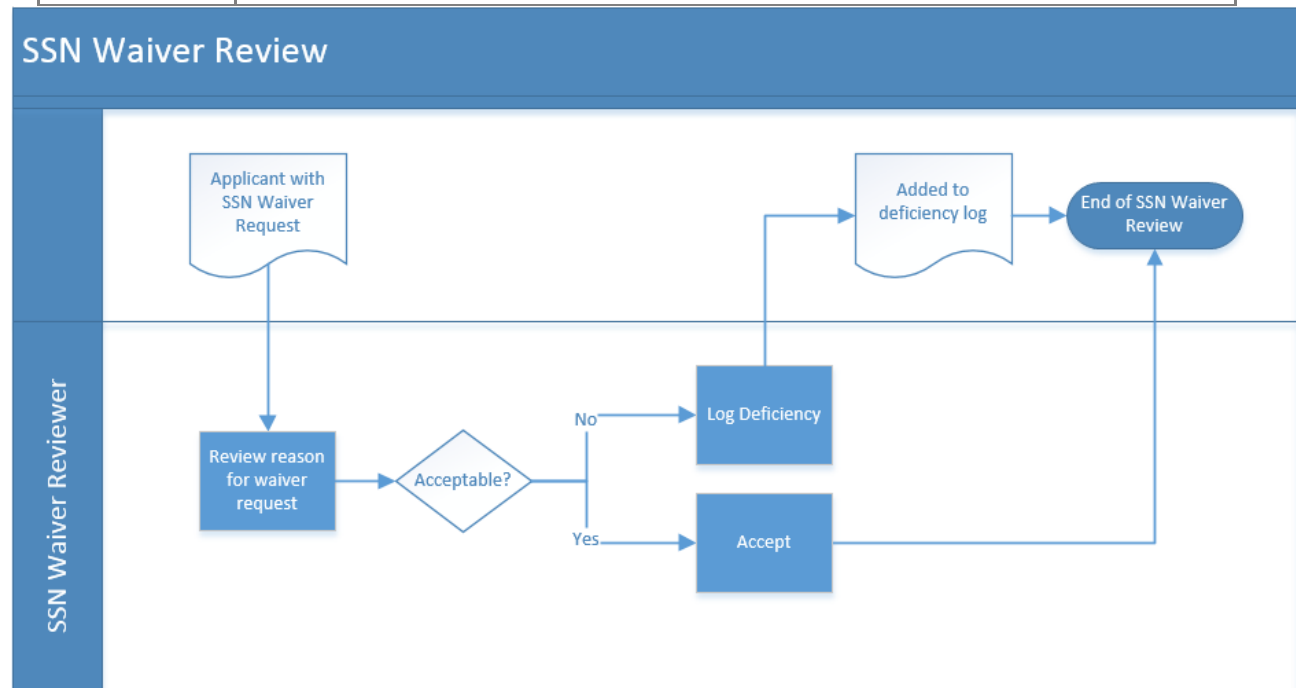 SSN Waiver Review
Applicant with
SSN Waiver
Request
Added to
deficiency log
End of SSN Waiver
Review
SSN Waiver Reviewer
Review reason
for waiver
request
Acceptable?
No
Log Deficiency
Yes
Accept